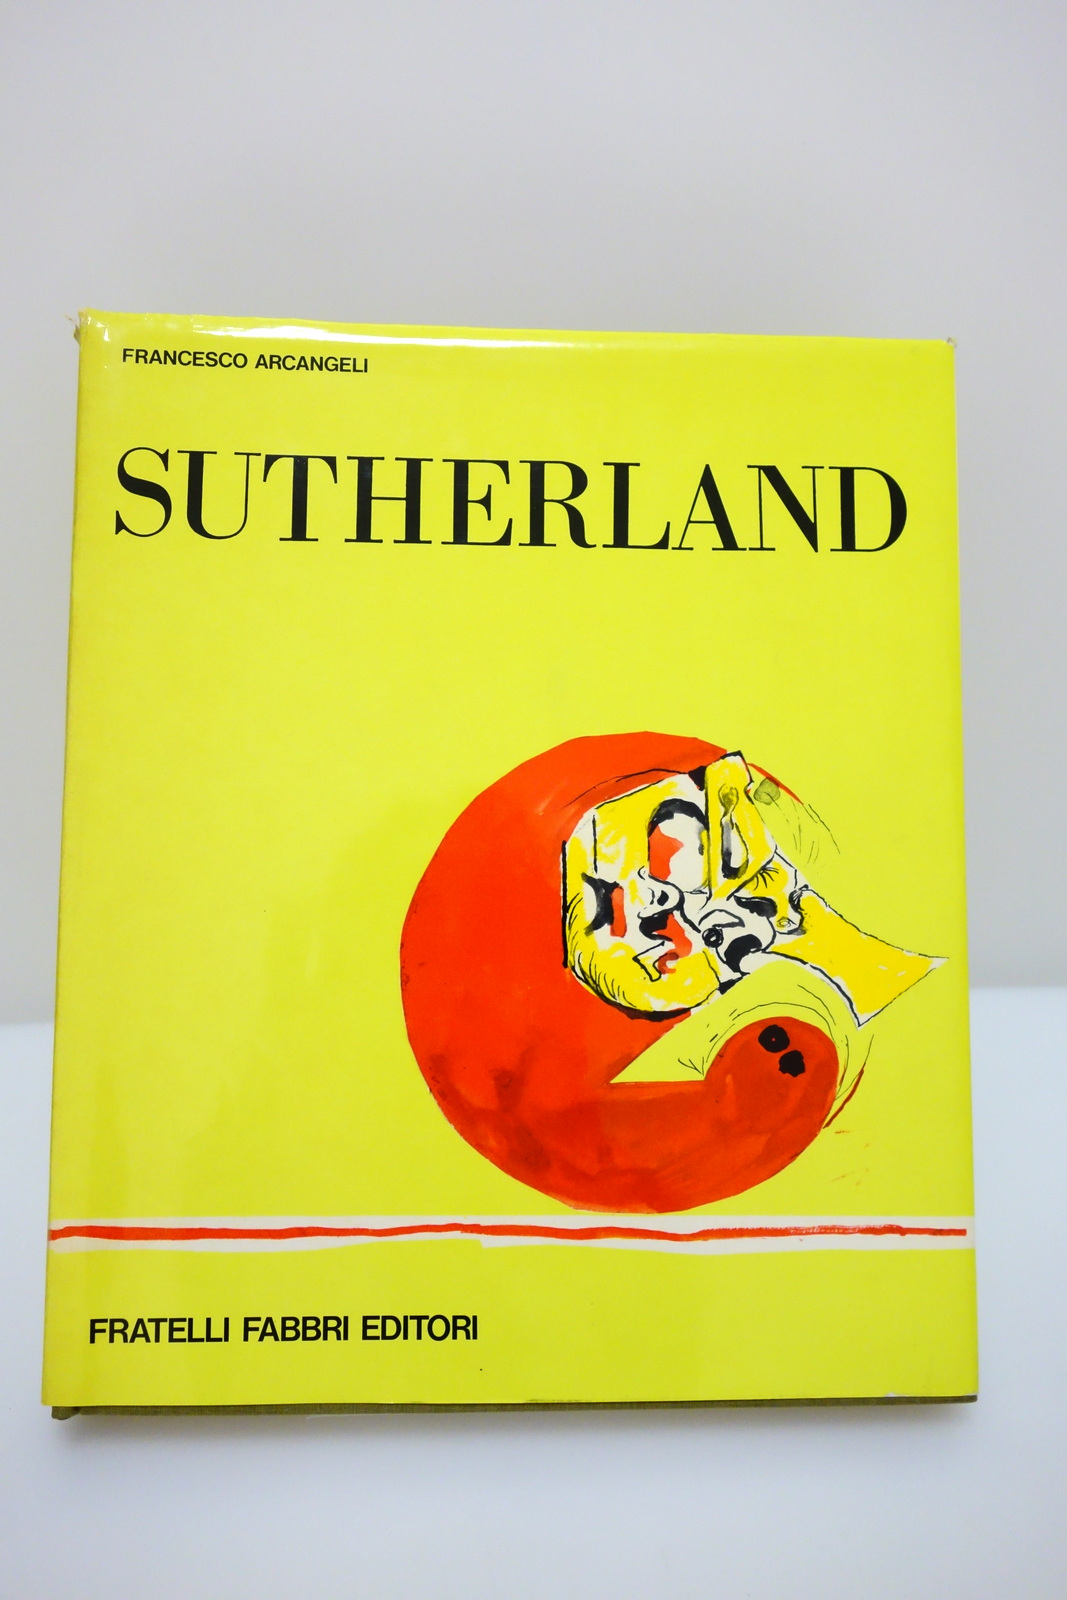 FRANCESCO ARCANGELI
SUTHERLAND
FRATELLI FABBRI EDITORI